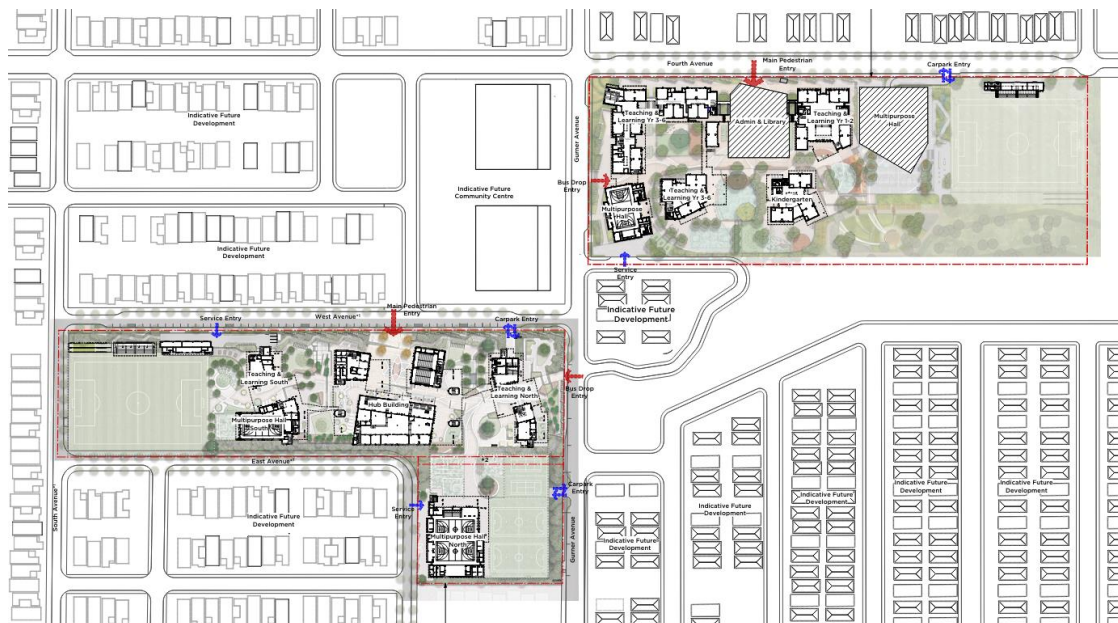 Fourth Avenue
Main Pedestrian
Entry
Carpark Entry
Indicative Future
Development
Gurner Avenue
Teaching &
Learning Yr 3-6
Admin & Library
Teaching &
Learning Yr 1-2
Multipurpose
Hall
Indicative Future
Community Centre
Bus Drop
Entry
Teaching &
Learning Yr 3-6
Kindergarten
Multipurpose
Hall
Indicative Future
Development
Service
Entry
Main Pedestrian
Entry
Service Entry
West Avenue
Carpark Entry
Indicative Future
Development
Teaching &
Learning South
Hub Building
Teaching &
Learning North
Bus Drop
Entry
Multipurpose Hall
South
East Avenue
+2
South Avenue
Indicative Future
Development
Service
Entry
Carpark
Entry
Gurner Avenue
Multipurpose Hall
North
Indicative Future
Development
Indicative Future
Development
Indicative Future
Development
Indicative Future
Development
Indicative Future
Development